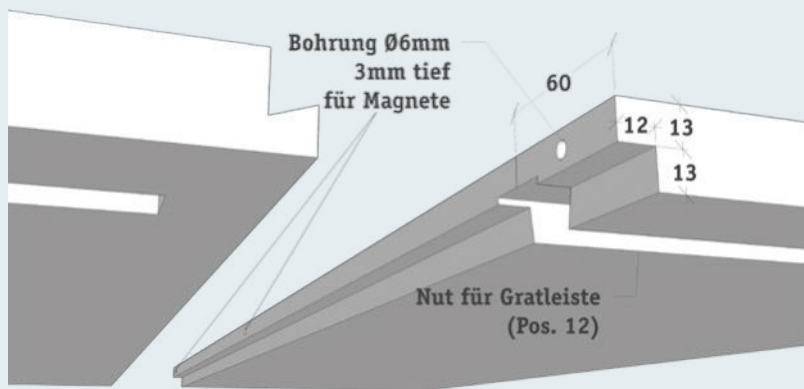 Bohrung Ø6mm
3mm tief
für Magnete
60
12
13
13
Nut für Gratleiste
(Pos. 12)